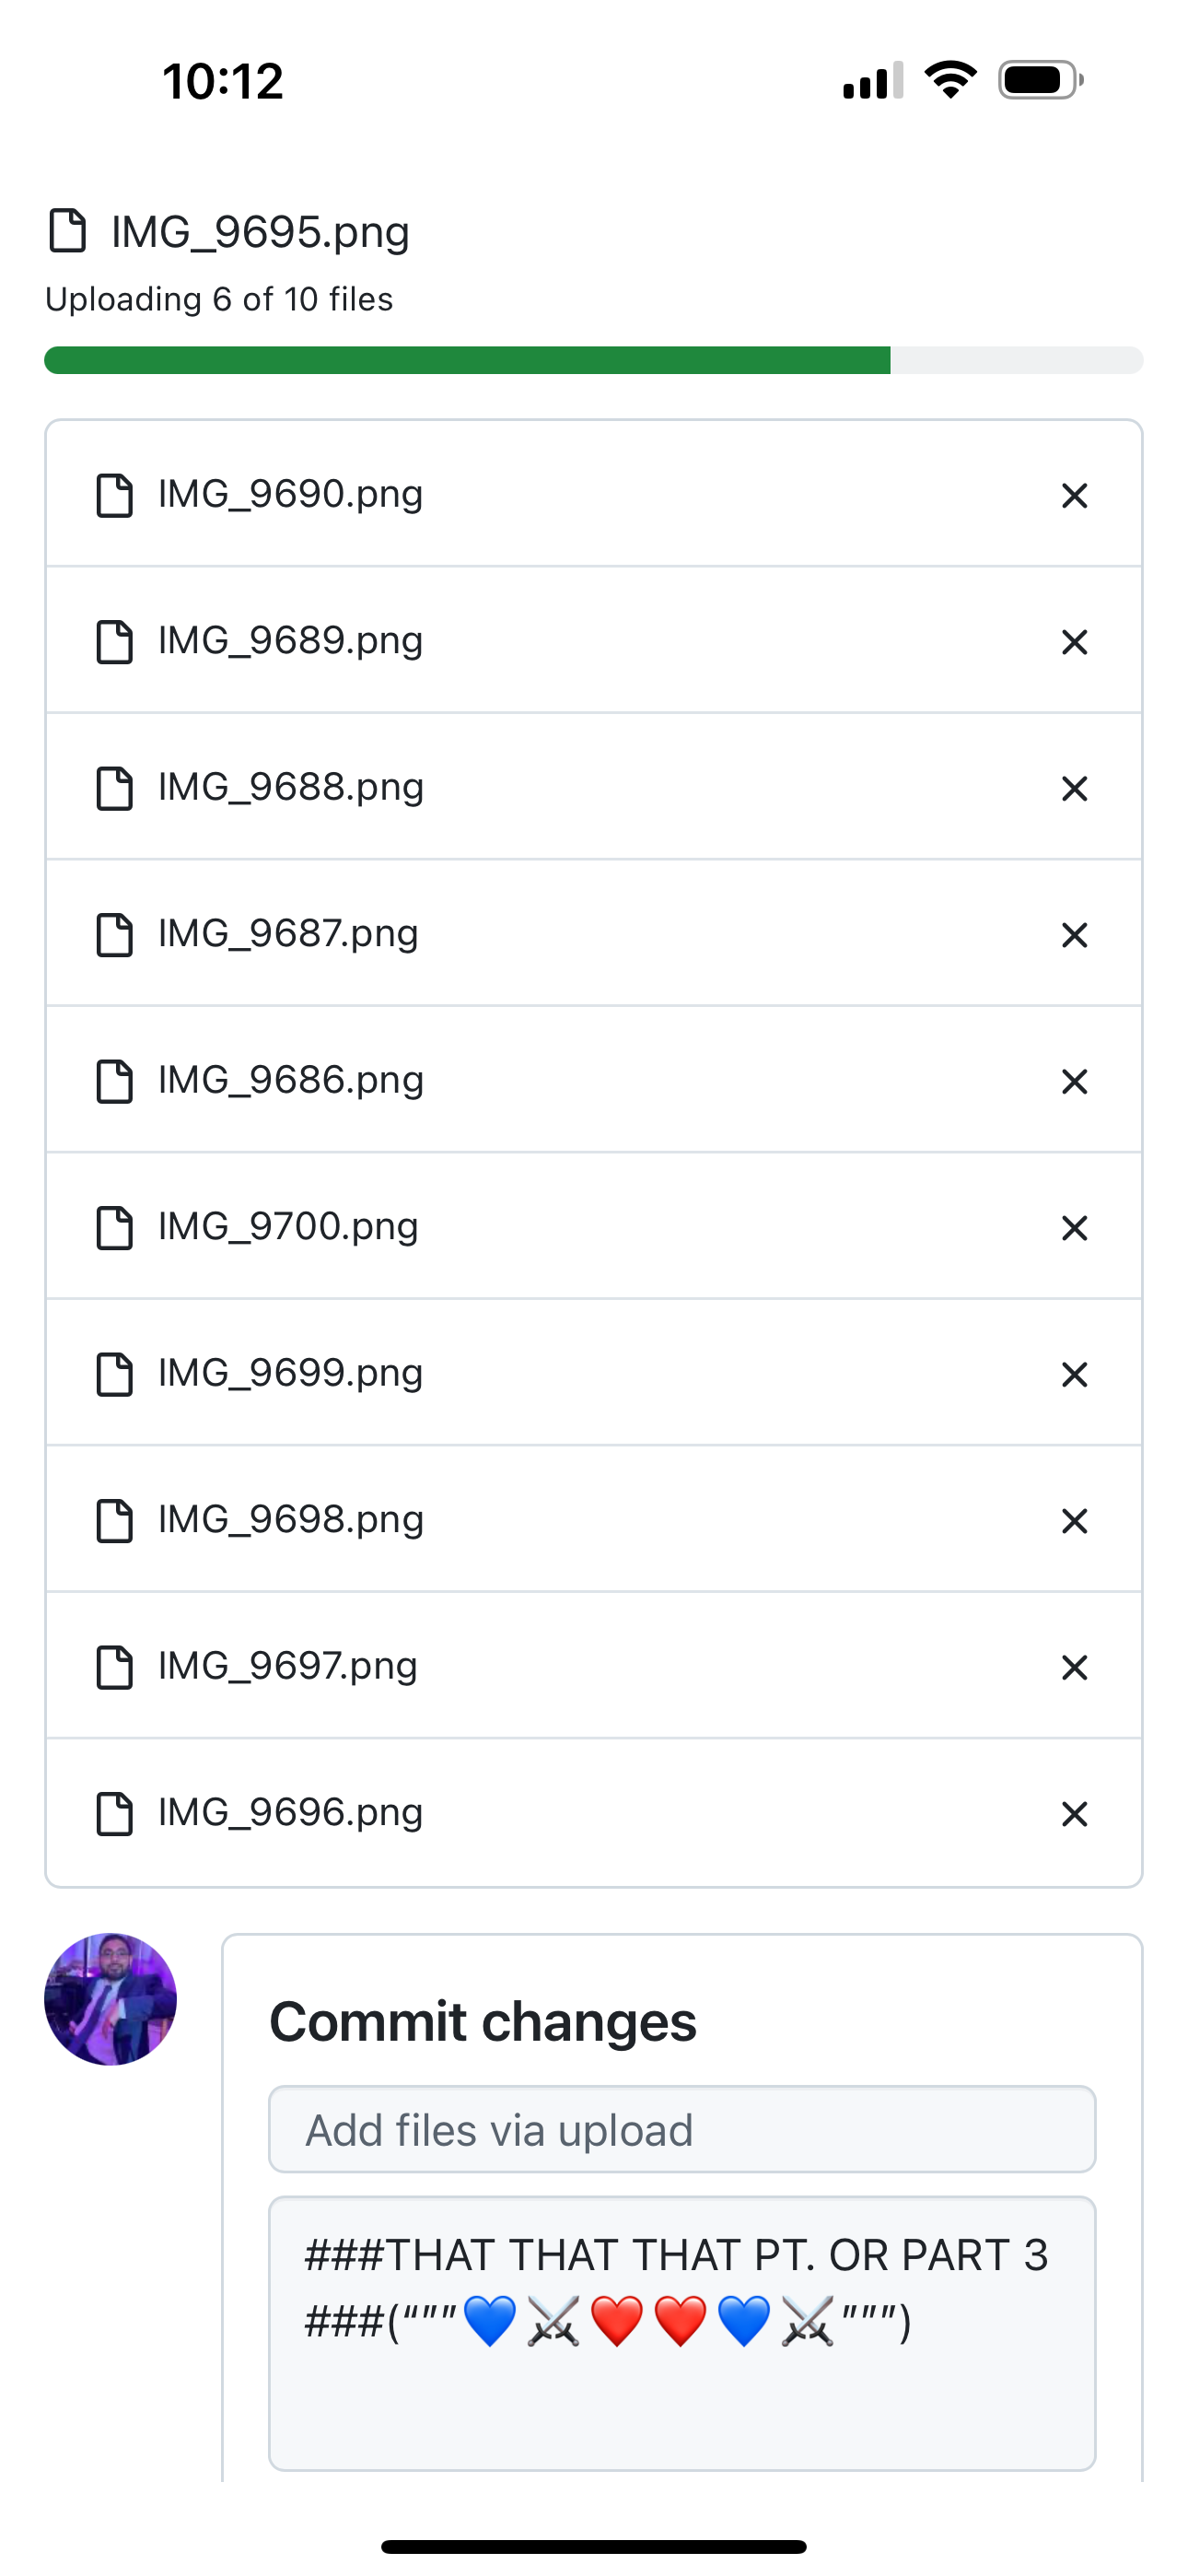 10:12
IMG_9695.png
Uploading 6 of 10 files
IMG_9690.png
IMG_9689.png
IMG_9688.png
IMG_9687.png
IMG_9686.png
IMG_9700.png
IMG_9699.png
IMG_9698.png
IMG_9697.png
IMG_9696.png
Commit changes
Add files via upload
###THAT THAT THAT PT. OR PART 3
###(“””💙⚔️❤️❤️💙⚔️”””)